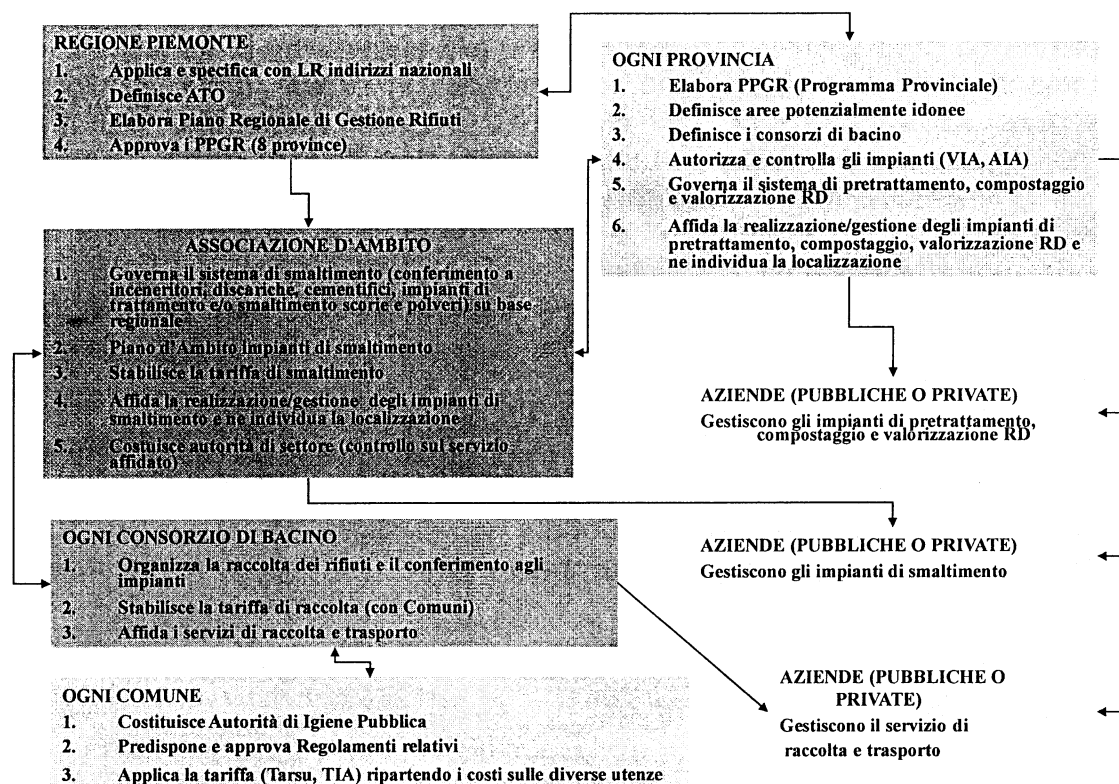 REGIONE PIEMONTE
1. Applica e specifica con LR indirizzi nazionali
2. Definisce ATO
3. Elabora Piano Regionale di Gestione Rifiuti
4. Approva i PPGR (8 province)
OGNI PROVINCIA
1. Elabora PPGR (Programma Provinciale)
2. Definisce aree potenzialmente idonee
3. Definisce i consorzi di bacino
4. Autorizza e controlla gli impianti (VIA, AIA)
5. Governa il sistema di pretrattamento, compostaggio
e valorizzazione RD
6. Affida la realizzazione/gestione degli impianti di
pretrattamento, compostaggio, valorizzazione RD e
ne individua la localizzazione
ASSOCIAZIONE D'AMBITO
1. Governa il sistema di smaltimento (conferimento a
inceneritori, discariche, cementifici, impianti di
trattamento e/o smaltimento scorie e polveri) su base
regionale
2. Piano d'Ambito Impianti di smaltimento
3. Stabilisce la tariffa di smaltimento
4. Affida la realizzazione/gestione degli impianti di
smaltimento e ne individua la localizzazione
5. Costuisce autorità di settore (controllo sul servizio
affidato)
AZIENDE (PUBBLICHE O PRIVATE)
Gestiscono gli impianti di pretrattamento,
compostaggio e valorizzazione RD
OGNI CONSORZIO DI BACINO
1. Organizza la raccolta dei rifiuti e il conferimento agli
impianti
2. Stabilisce la tariffa di raccolta (con Comuni)
3. Affida i servizi di raccolta e trasporto
AZIENDE (PUBBLICHE O PRIVATE)
Gestiscono gli impianti di smaltimento
OGNI COMUNE
1. Costituisce Autorità di Igiene Pubblica
2. Predispone e approva Regolamenti relativi
3. Applica la tariffa (Tarsu, TIA) ripartendo i costi sulle diverse utenze
AZIENDE (PUBBLICHE O
PRIVATE)
Gestiscono il servizio di
raccolta e trasporto